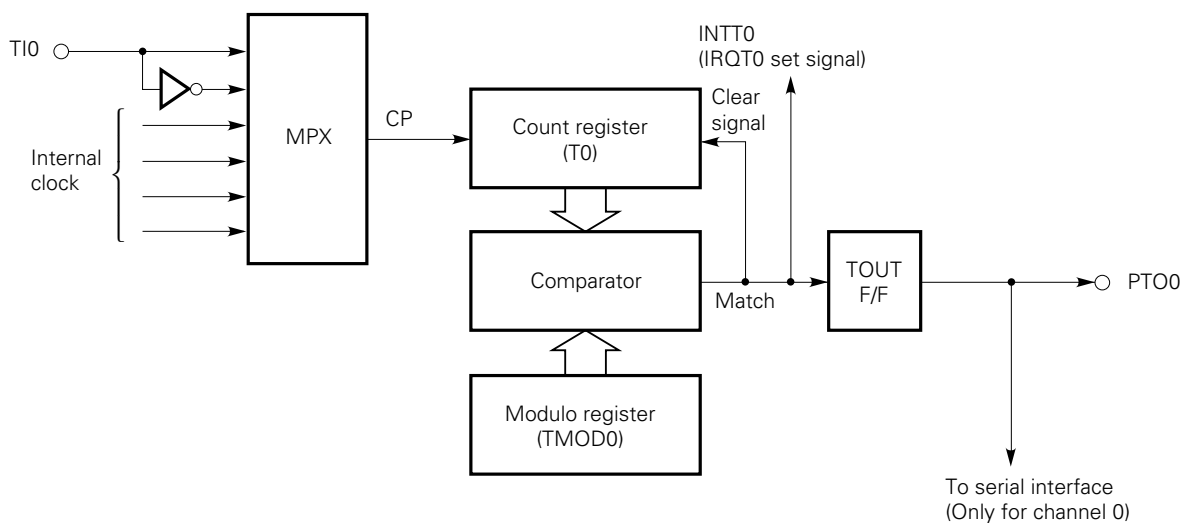 TI0
Internal
clock
MPX
CP
Count register
(T0)
Clear
signal
INTT0
(IRQT0 set signal)
Comparator
Match
TOUT
F/F
PTO0
Modulo register
(TMOD0)
To serial interface
(Only for channel 0)